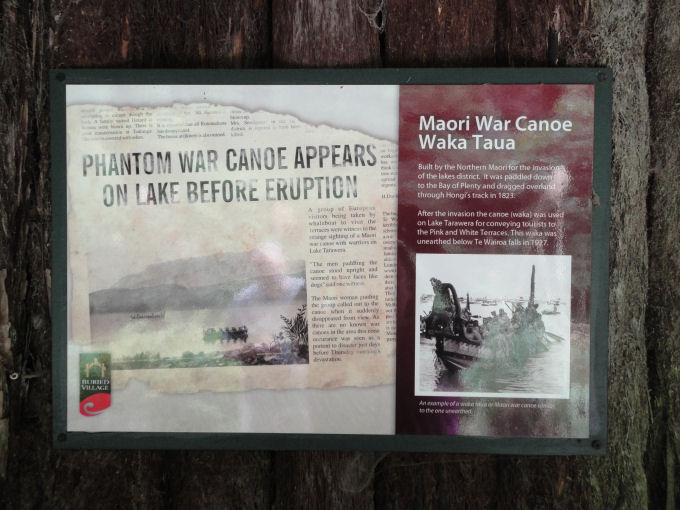 PHANTOM WAR CANOE APPEARS
ON LAKE BEFORE ERUPTION
A group of European
visitors being taken by
whaleboat to view the
terraces were witness to the
strange sighting of a Maori
war canoe with warriors on
Lake Tarawera.
"The men paddling the
canoe stood upright and
seemed to have faces like
dogs" said one witness.
The Maori woman guiding
the group called out to the
canoe when it suddenly
disappeared from view. As
there are no known war
canoes in the area this
occurance was seen as a
portent to disaster just days
before Thursday morning's
devastation.
BURIED
VILLAGE
Maori War Canoe
Waka Taua
Built by the Northern Maori for the invasion
of the lakes district. It was paddled down
to the Bay of Plenty and dragged overland
through Hongi's track in 1823.
After the invasion the canoe (waka) was used
on Lake Tarawera for conveying tourists to
the Pink and White Terraces. This waka was
unearthed below Te Wairoa falls in 1927.
An example of a waka taua or Maori war canoe similar
to the one unearthed.